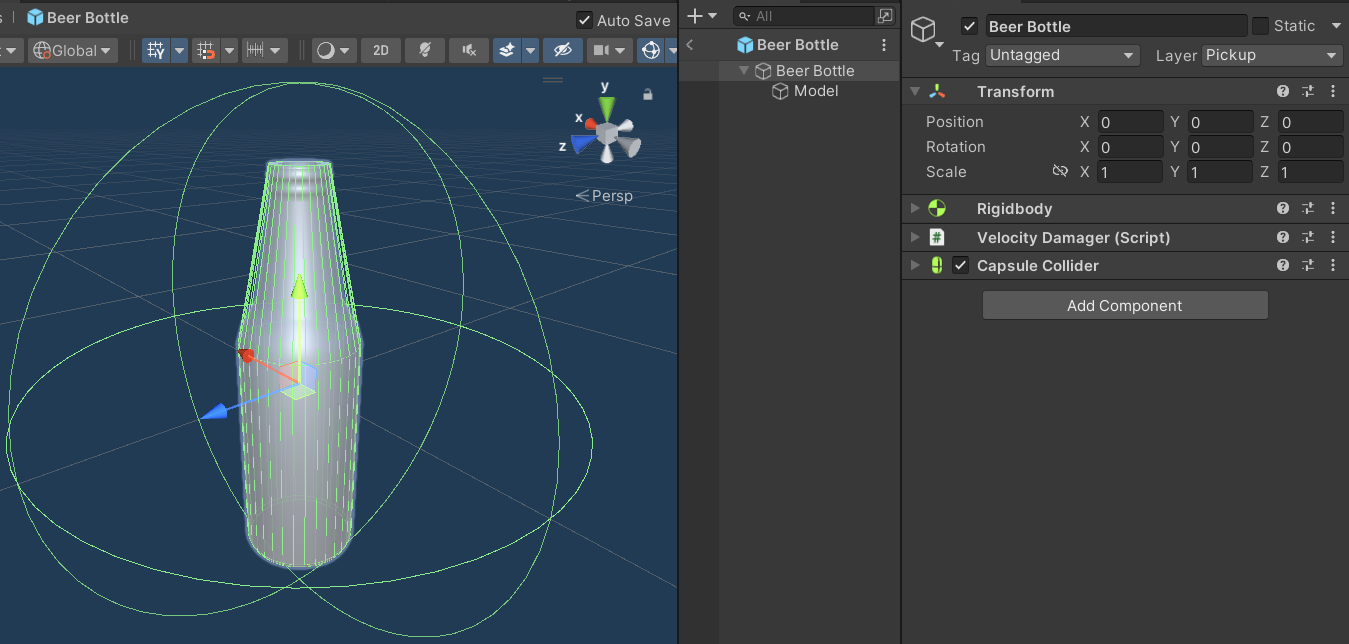 Beer Bottle
Auto Save
Global
2D
y
x
z
Persp
All
Beer Bottle
Beer Bottle
Model
Beer Bottle
Static
Tag Untagged Layer Pickup
Transform
Position X 0 Y 0 Z 0
Rotation X 0 Y 0 Z 0
Scale X 1 Y 1 Z 1
Rigidbody
#
Velocity Damager (Script)
Capsule Collider
Add Component